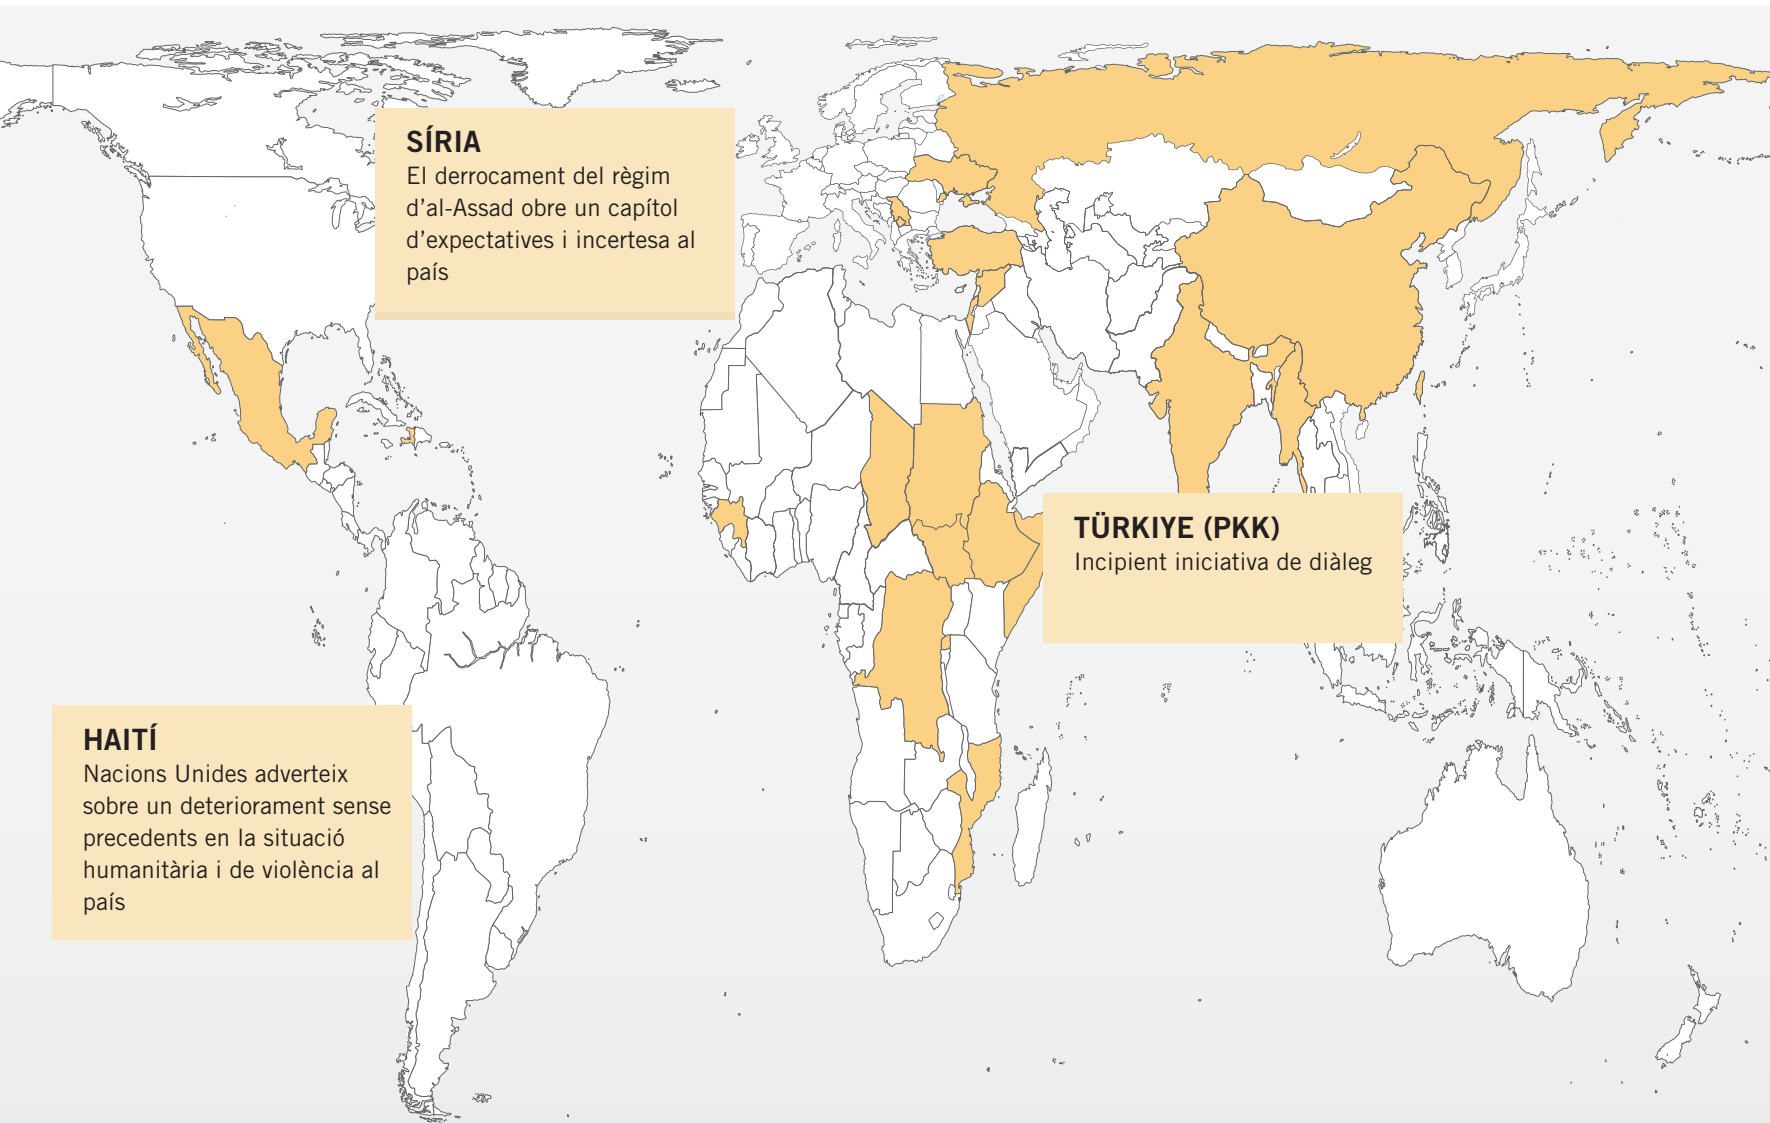 SÍRIA
El derrocament del règim
d’al-Assad obre un capítol
d’expectatives i incertesa al
país
TÜRKIYE (PKK)
Incipient iniciativa de diàleg
HAITÍ
Nacions Unides adverteix
sobre un deteriorament sense
precedents en la situació
humanitària i de violència al
país